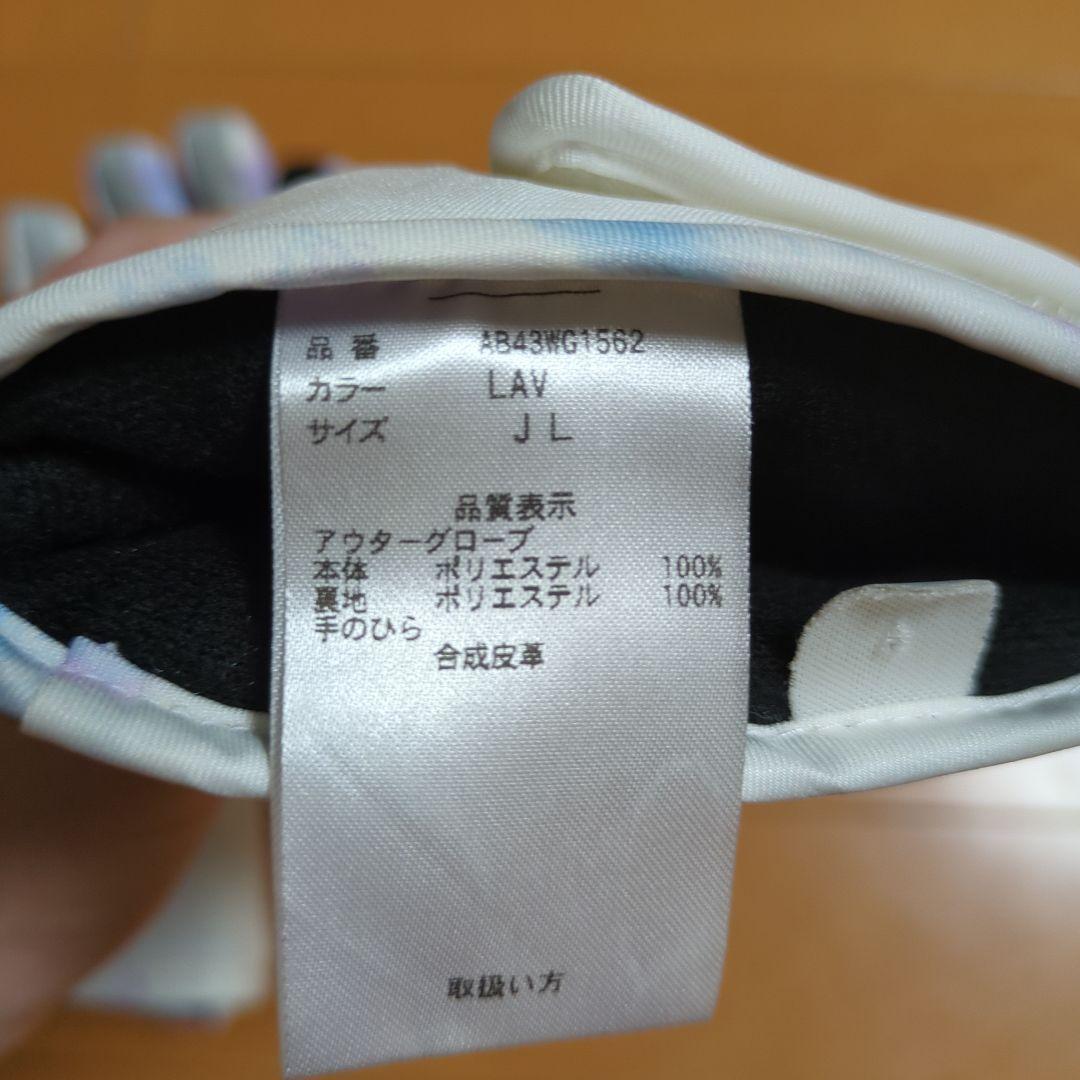 品 番 AB43WG1562
カラー LAV
サイズ JL
品質表示
アウターグローブ
本体 ポリエステル 100%
裏地 ポリエステル 100%
手のひら
合成皮革
取扱い方